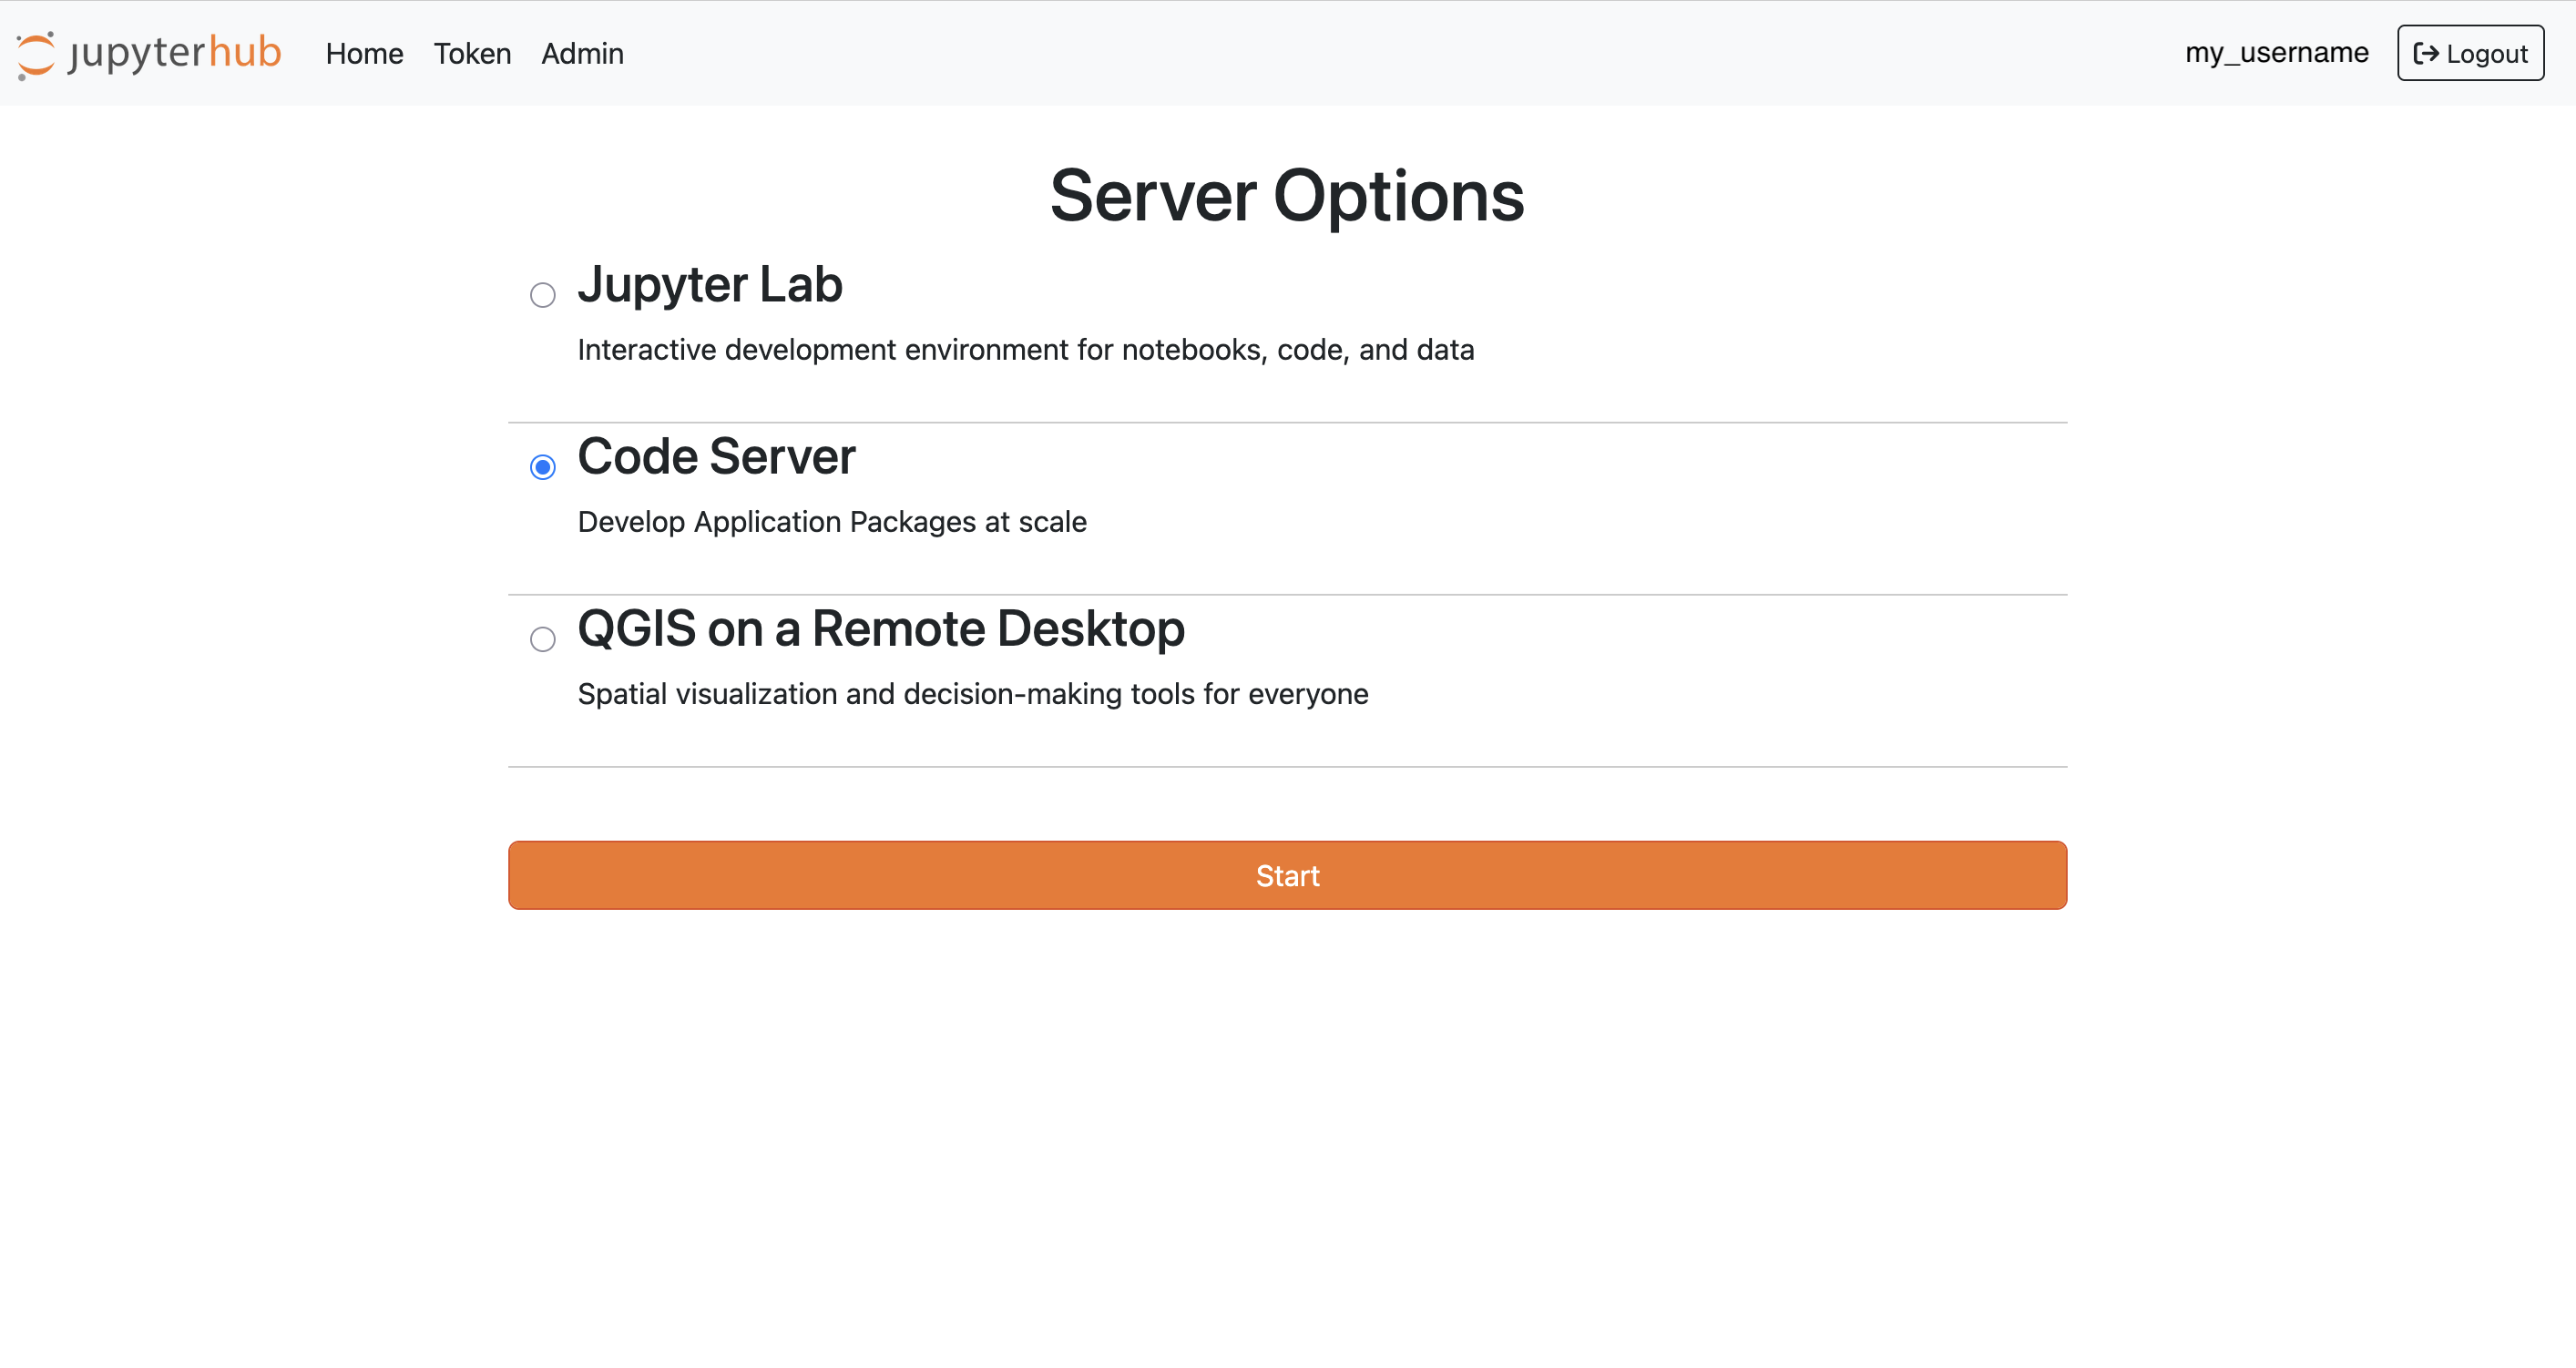 jupyterhub Home Token Admin my_username Logout
Server Options
Jupyter Lab
Interactive development environment for notebooks, code, and data
Code Server
Develop Application Packages at scale
QGIS on a Remote Desktop
Spatial visualization and decision-making tools for everyone
Start